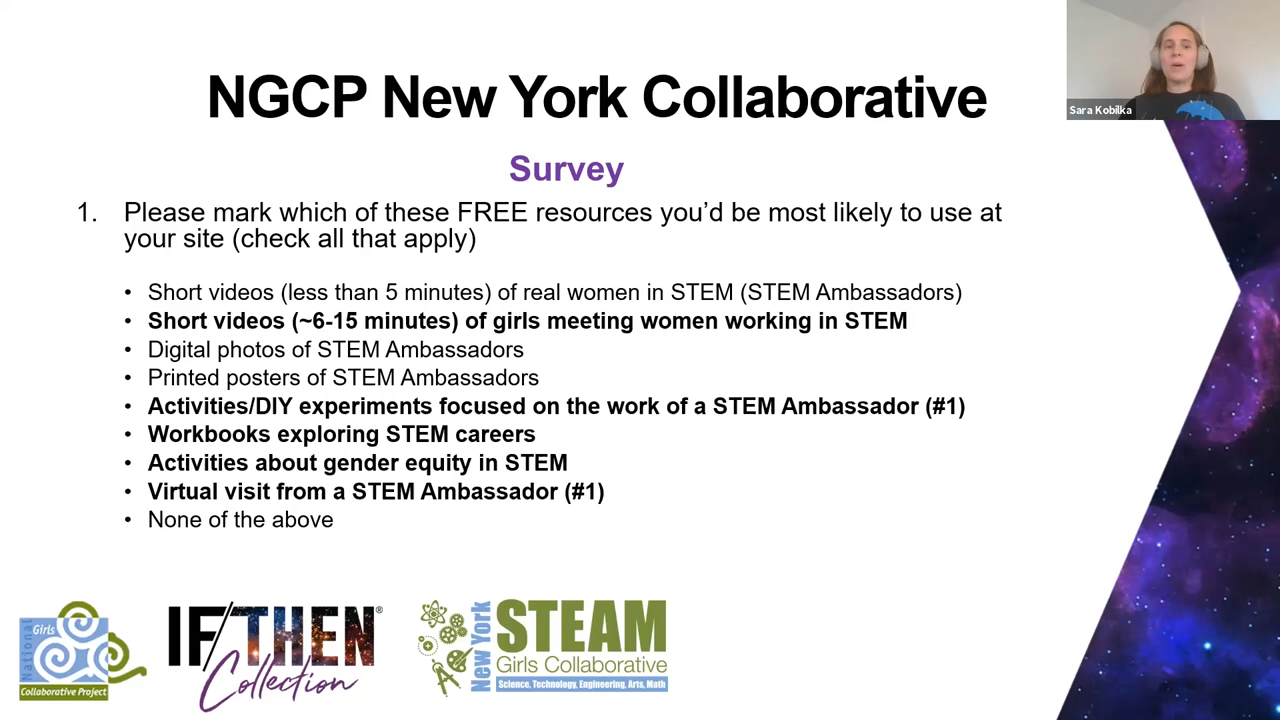 NGCP New York Collaborative
Sara Kobilka
Survey
1. Please mark which of these FREE resources you’d be most likely to use at
your site (check all that apply)
• Short videos (less than 5 minutes) of real women in STEM (STEM Ambassadors)
• Short videos (~6-15 minutes) of girls meeting women working in STEM
• Digital photos of STEM Ambassadors
• Printed posters of STEM Ambassadors
• Activities/DIY experiments focused on the work of a STEM Ambassador (#1)
• Workbooks exploring STEM careers
• Activities about gender equity in STEM
• Virtual visit from a STEM Ambassador (#1)
• None of the above
National
Girls
Collaborative Project
IF/THEN®
Collection
New York
STEAM
Girls Collaborative
Science, Technology, Engineering, Arts, Math